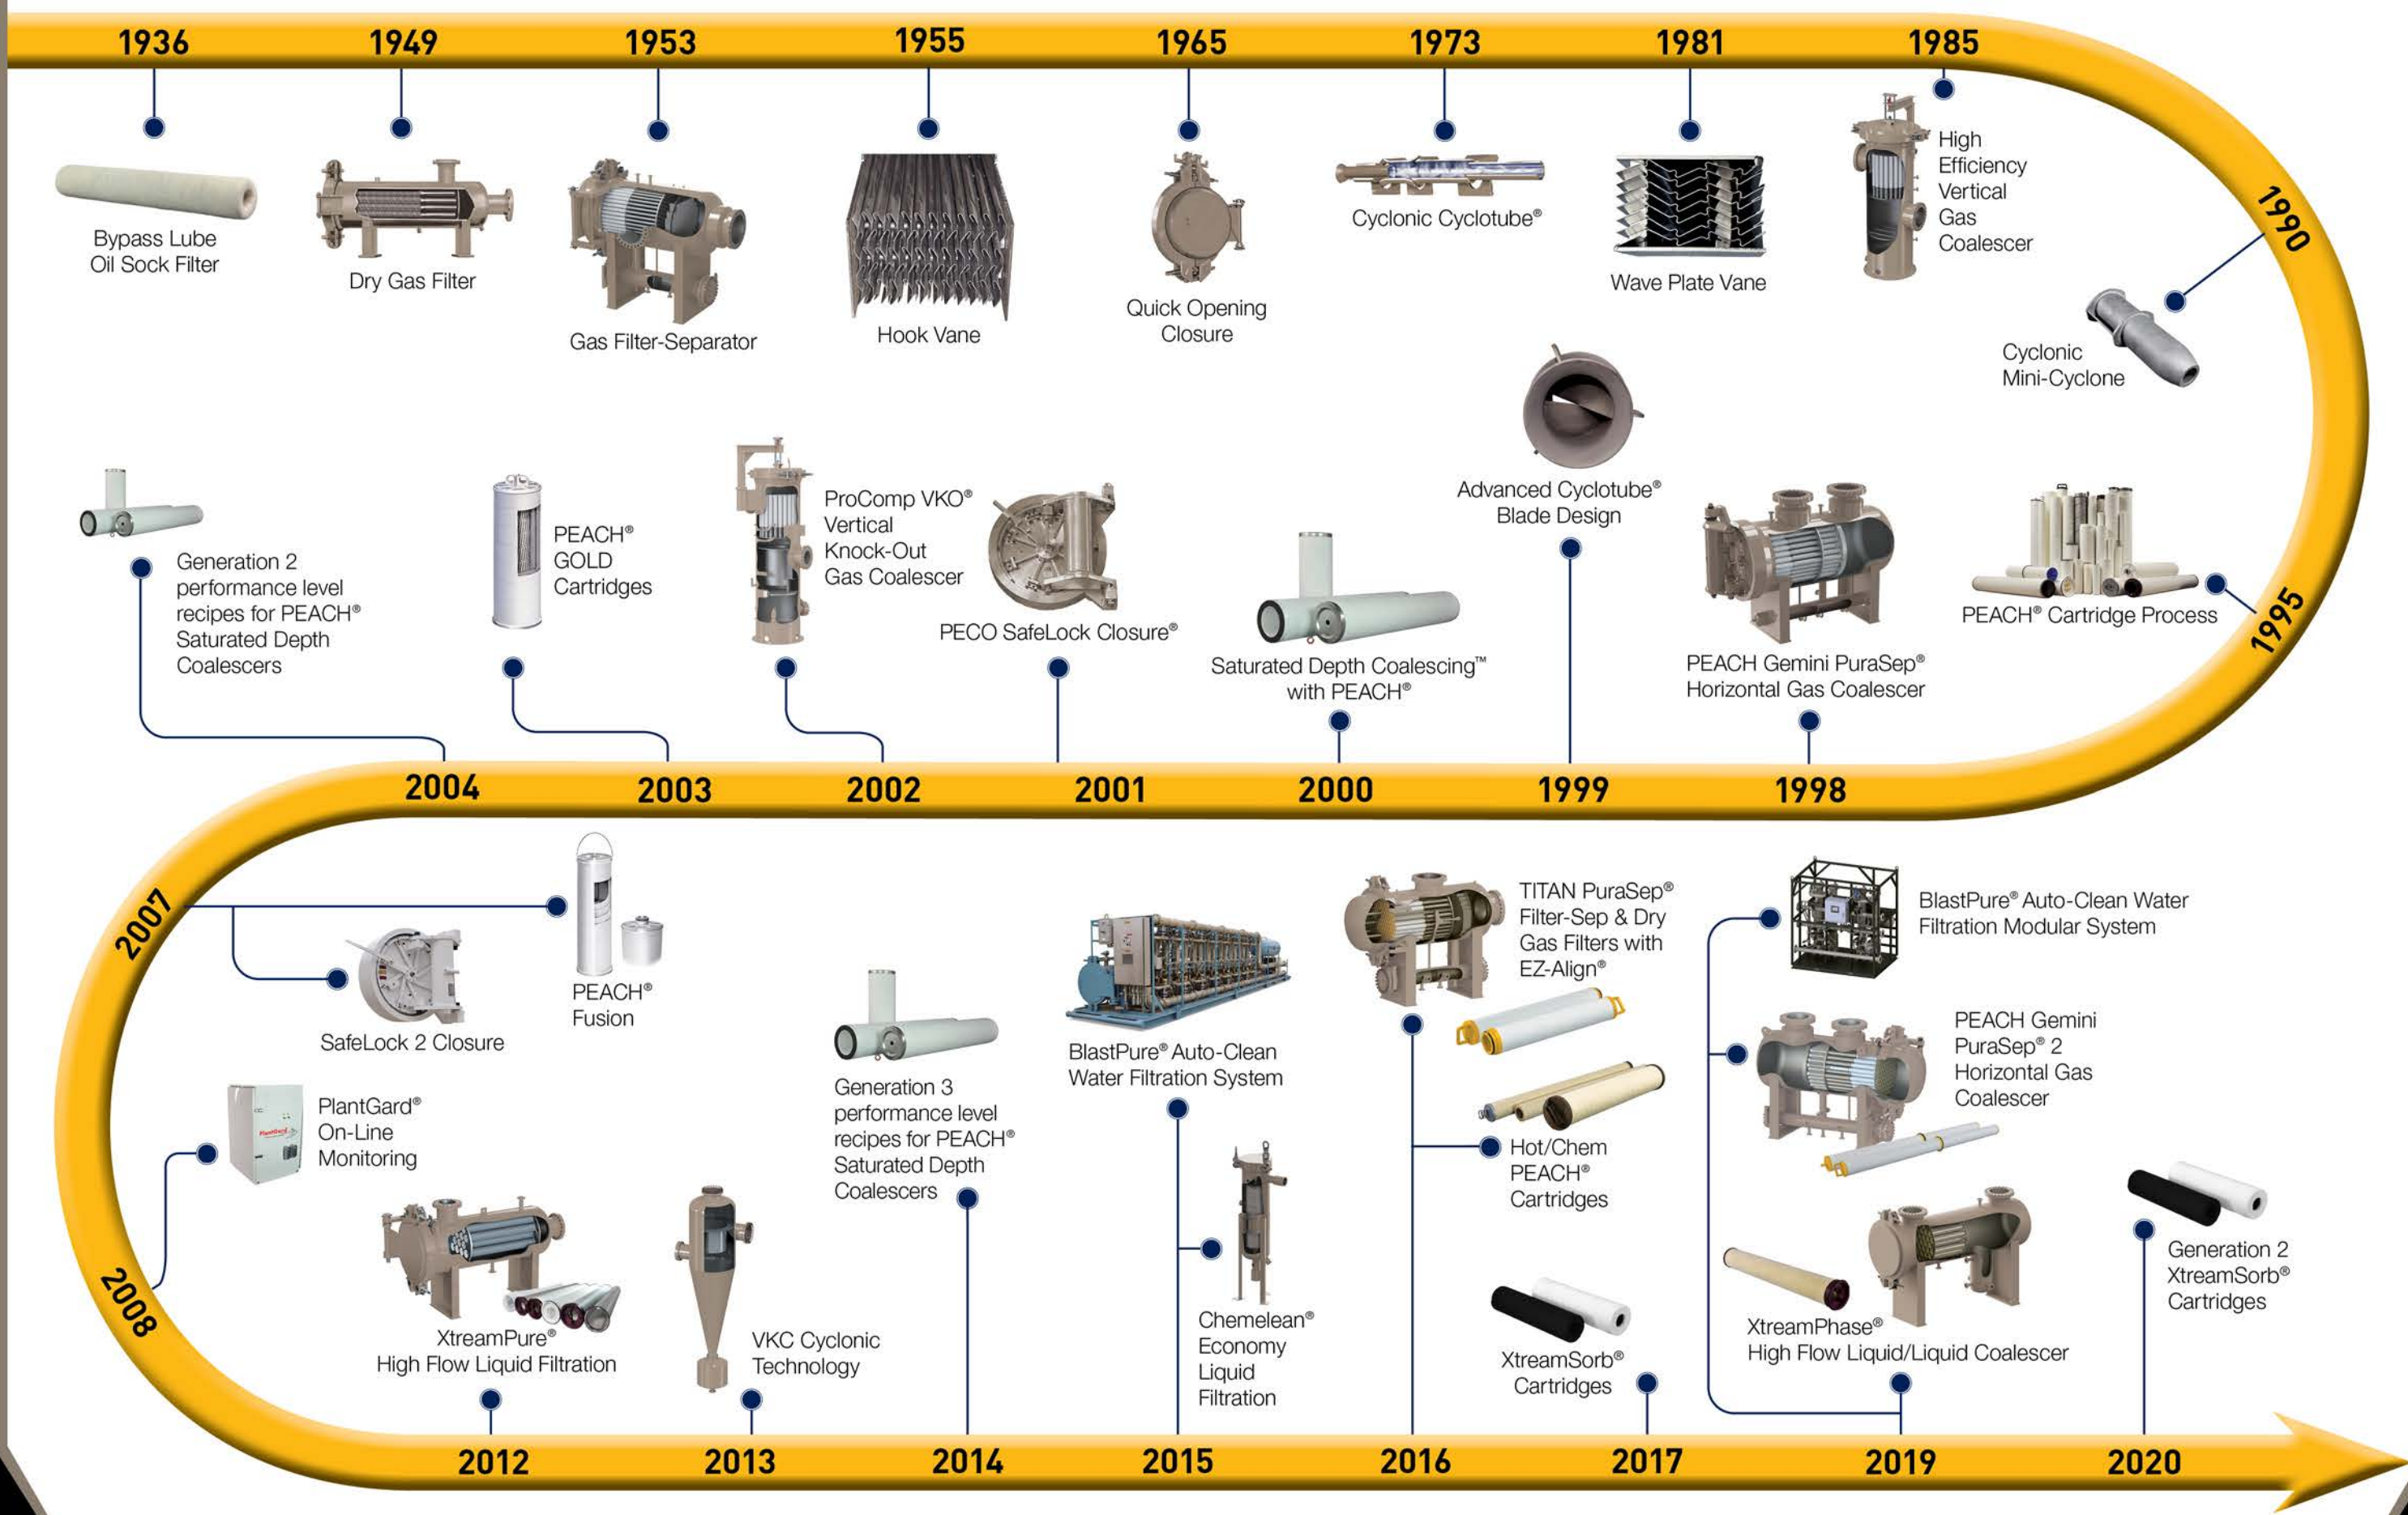 1936
1949
1953
1955
1965
1973
1981
1985
Bypass Lube
Oil Sock Filter
Dry Gas Filter
Gas Filter-Separator
Hook Vane
Quick Opening
Closure
Cyclonic Cyclotube®
Wave Plate Vane
High
Efficiency
Vertical
Gas
Coalescer
1990
Cyclonic
Mini-Cyclone
1995
PEACH® Cartridge Process
PEACH Gemini PuraSep®
Horizontal Gas Coalescer
Advanced Cyclotube®
Blade Design
Saturated Depth Coalescing™
with PEACH®
PECO SafeLock Closure®
ProComp VKO®
Vertical
Knock-Out
Gas Coalescer
PEACH®
GOLD
Cartridges
Generation 2
performance level
recipes for PEACH®
Saturated Depth
Coalescers
2004
2003
2002
2001
2000
1999
1998
2007
PEACH®
Fusion
SafeLock 2 Closure
2008
PlantGard®
On-Line
Monitoring
PlantGard
XtreamPure®
High Flow Liquid Filtration
VKC Cyclonic
Technology
Generation 3
performance level
recipes for PEACH®
Saturated Depth
Coalescers
BlastPure® Auto-Clean
Water Filtration System
Chemelean®
Economy
Liquid
Filtration
TITAN PuraSep®
Filter-Sep & Dry
Gas Filters with
EZ-Align®
Hot/Chem
PEACH®
Cartridges
XtreamSorb®
Cartridges
BlastPure® Auto-Clean Water
Filtration Modular System
PEACH Gemini
PuraSep® 2
Horizontal Gas
Coalescer
XtreamPhase®
High Flow Liquid/Liquid Coalescer
Generation 2
XtreamSorb®
Cartridges
2012
2013
2014
2015
2016
2017
2019
2020